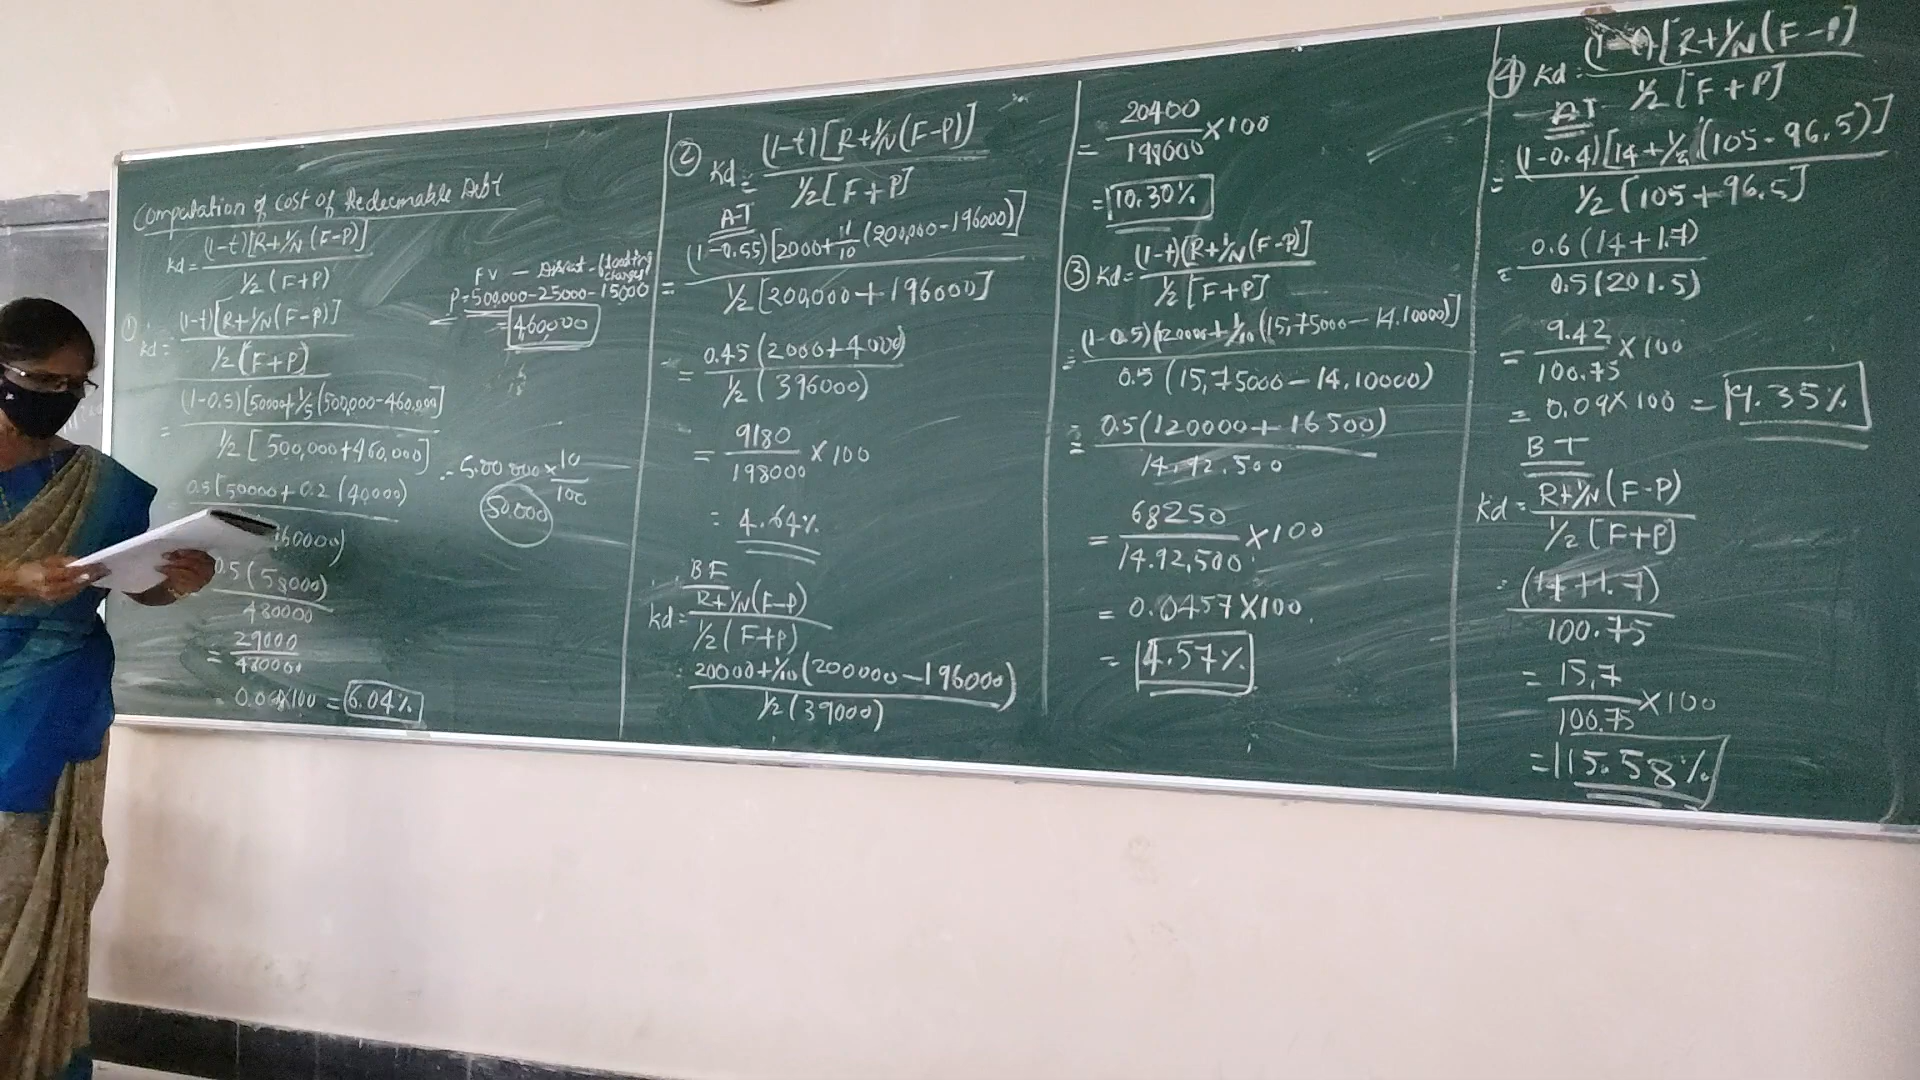 Computation of Cost of Redeemable Debt
Kd = (1-t)[R+1/N (F-P)]
1/2 (F+P)
① Kd = (1-t)[R+1/N(F-P)]
1/2 (F+P)
= (1-0.5)[50000+1/5(500,000-460,000]
1/2 [500,000+460,000]
0.5[50000+0.2(40,000)
60000)
0.5(58000)
480000
= 29000
480000
= 6.04%
FV - Discount - (floating
charges)
P = 500,000-25000-15000
= 460,000
= 5,00,000 × 10
100
50,000
② Kd = (1-t)[R+1/N(F-P)]
1/2[F+P]
A-T
= (1-0.55)[2000+ /10 (200,000-196000)]
1/2[200,000+196000]
= 0.45(2000+4000)
1/2(396000)
= 9180 × 100
198000
= 4.64%
R+1/N(F-P)
Kd =
1/2(F+P)
= 20000+1/10(200000-196000)
1/2(39000)
= 20400 ×100
198000
= 10.30%
③ Kd = (1-t)[R+1/N(F-P)]
1/2[F+P]
= (1-0.5)(120000+1/10(15,75000-14,10000)]
0.5(15,75000-14,10000)
= 0.5(120000+16500)
14,92,500
= 68250 ×100
14,92,500
= 0.0457×100
= 4.57%
④ Kd = (1-t)[R+1/N(F-P)]
1/2[F+P]
AT
= (1-0.4)[14+1/5(105-96.5)]
1/2(105+96.5]
= 0.6(14+1.7)
0.5(201.5)
= 9.42 ×100
100.75
= 0.09×100 = 9.35%
BT
Kd = R+1/N(F-P)
1/2[F+P]
= (14+1.7)
100.75
= 15.7 ×100
100.75
= 15.58%